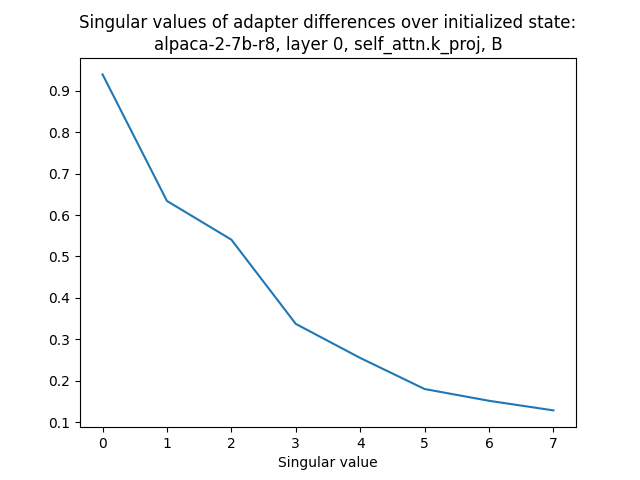 Singular values of adapter differences over initialized state:
alpaca-2-7b-r8, layer 0, self_attn.k_proj, B
0.9
0.8
0.7
0.6
0.5
0.4
0.3
0.2
0.1
0 1 2 3 4 5 6 7
Singular value